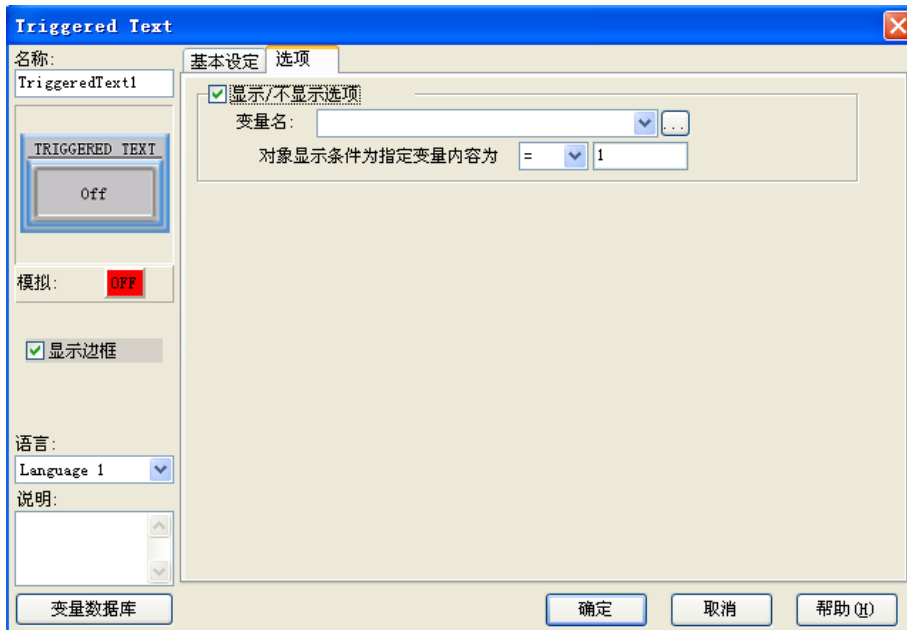 Triggered Text
名称:
TriggeredText1
TRIGGERED TEXT
Off
模拟: OFF
显示边框
语言:
Language 1
说明:
变量数据库
基本设定 选项
显示/不显示选项
变量名: ...
对象显示条件为指定变量内容为 = 1
确定 取消 帮助(H)